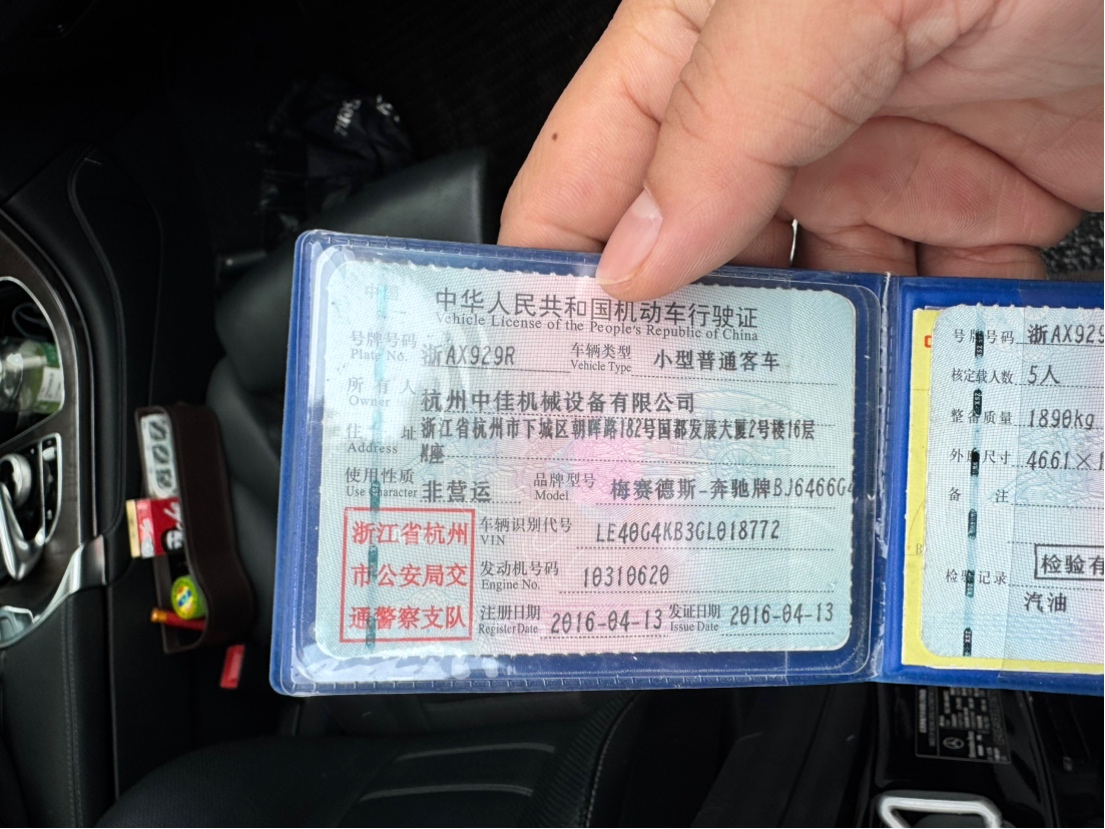 中华人民共和国机动车行驶证
Vehicle License of the People's Republic of China
号牌号码 浙AX929R 车辆类型 小型普通客车
Plate No. Vehicle Type
所有人 杭州中佳机械设备有限公司
Owner
住址 浙江省杭州市下城区朝晖路182号国都发展大厦2号楼16层
Address K座
使用性质 非营运 品牌型号 梅赛德斯-奔驰牌BJ6466G4
Use Character Model
浙江省杭州
市公安局交
通警察支队
车辆识别代号 LE40G4KB3GL018772
VIN
发动机号码 10310620
Engine No.
注册日期 2016-04-13 发证日期 2016-04-13
Register Date Issue Date
号牌号码 浙AX929
核定载人数 5人
整备质量 1890kg
外廓尺寸 4661×1
备注
检验有
检验记录
汽油